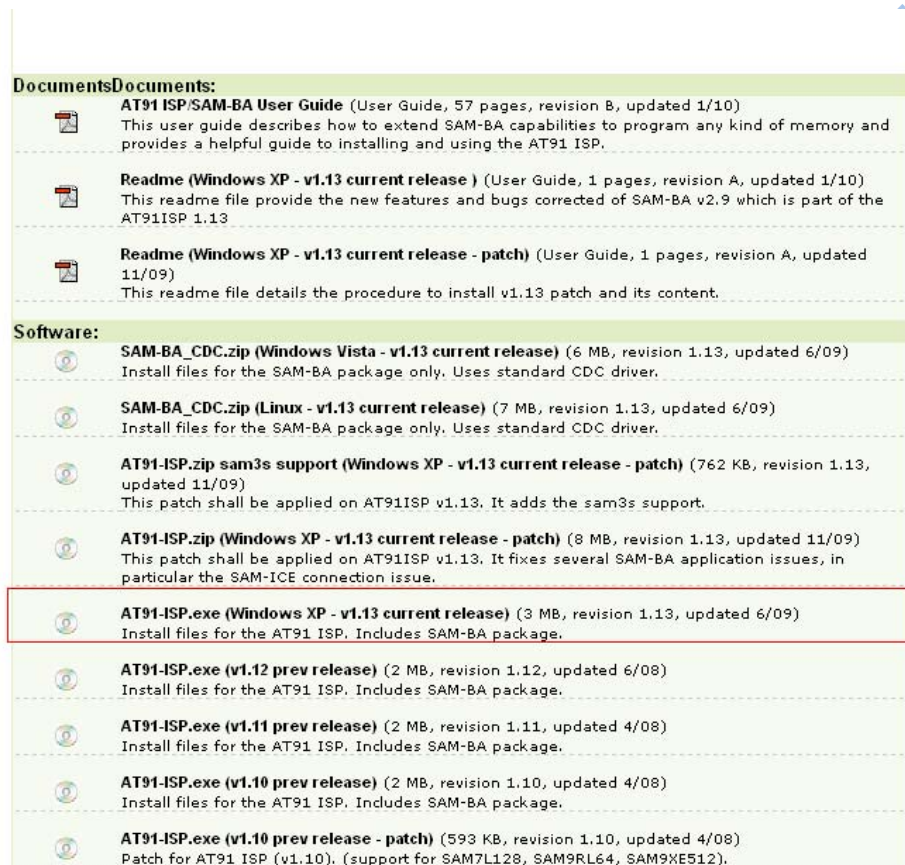 DocumentsDocuments:
AT91 ISP/SAM-BA User Guide (User Guide, 57 pages, revision B, updated 1/10)
This user guide describes how to extend SAM-BA capabilities to program any kind of memory and
provides a helpful guide to installing and using the AT91 ISP.
Readme (Windows XP - v1.13 current release ) (User Guide, 1 pages, revision A, updated 1/10)
This readme file provide the new features and bugs corrected of SAM-BA v2.9 which is part of the
AT91ISP 1.13
Readme (Windows XP - v1.13 current release - patch) (User Guide, 1 pages, revision A, updated
11/09)
This readme file details the procedure to install v1.13 patch and its content.
Software:
SAM-BA_CDC.zip (Windows Vista - v1.13 current release) (6 MB, revision 1.13, updated 6/09)
Install files for the SAM-BA package only. Uses standard CDC driver.
SAM-BA_CDC.zip (Linux - v1.13 current release) (7 MB, revision 1.13, updated 6/09)
Install files for the SAM-BA package only. Uses standard CDC driver.
AT91-ISP.zip sam3s support (Windows XP - v1.13 current release - patch) (762 KB, revision 1.13,
updated 11/09)
This patch shall be applied on AT91ISP v1.13. It adds the sam3s support.
AT91-ISP.zip (Windows XP - v1.13 current release - patch) (8 MB, revision 1.13, updated 11/09)
This patch shall be applied on AT91ISP v1.13. It fixes several SAM-BA application issues, in
particular the SAM-ICE connection issue.
AT91-ISP.exe (Windows XP - v1.13 current release) (3 MB, revision 1.13, updated 6/09)
Install files for the AT91 ISP. Includes SAM-BA package.
AT91-ISP.exe (v1.12 prev release) (2 MB, revision 1.12, updated 6/08)
Install files for the AT91 ISP. Includes SAM-BA package.
AT91-ISP.exe (v1.11 prev release) (2 MB, revision 1.11, updated 4/08)
Install files for the AT91 ISP. Includes SAM-BA package.
AT91-ISP.exe (v1.10 prev release) (2 MB, revision 1.10, updated 4/08)
Install files for the AT91 ISP. Includes SAM-BA package.
AT91-ISP.exe (v1.10 prev release - patch) (593 KB, revision 1.10, updated 4/08)
Patch for AT91 ISP (v1.10). (support for SAM7L128, SAM9RL64, SAM9XE512).